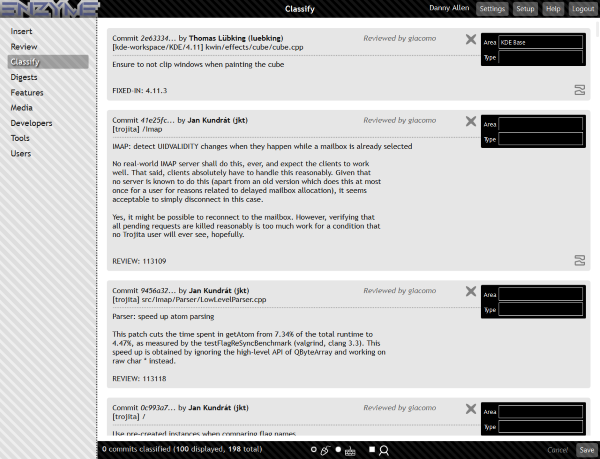 ENZYME
Classify
Danny Allen
Settings
Setup
Help
Logout
Insert
Review
Classify
Digests
Features
Media
Developers
Tools
Users
Commit 2e63334... by Thomas Lübking (luebking)
Reviewed by giacomo
[kde-workspace/KDE/4.11] kwin/effects/cube/cube.cpp
Area
KDE Base
Type
Ensure to not clip windows when painting the cube
FIXED-IN: 4.11.3
Commit 41e25fc... by Jan Kundrát (jkt)
Reviewed by giacomo
[trojita] /Imap
Area
Type
IMAP: detect UIDVALIDITY changes when they happen while a mailbox is already selected
No real-world IMAP server shall do this, ever, and expect the clients to work
well. That said, clients absolutely have to handle this reasonably. Given that
no server is known to do this (apart from an old version which does this at most
once for a user for reasons related to delayed mailbox allocation), it seems
acceptable to simply disconnect in this case.
Yes, it might be possible to reconnect to the mailbox. However, verifying that
all pending requests are killed reasonably is too much work for a condition that
no Trojita user will ever see, hopefully.
REVIEW: 113109
Commit 9456a32... by Jan Kundrát (jkt)
Reviewed by giacomo
[trojita] src/Imap/Parser/LowLevelParser.cpp
Area
Type
Parser: speed up atom parsing
This patch cuts the time spent in getAtom from 7.34% of the total runtime to
4.47%, as measured by the testFlagReSyncBenchmark (valgrind, clang 3.3). This
speed up is obtained by ignoring the high-level API of QByteArray and working on
raw char * instead.
REVIEW: 113118
Commit 0c993a7... by Jan Kundrát (jkt)
Reviewed by giacomo
[trojita] /
Area
Type
Use pre-created instances when comparing flag names
0 commits classified (100 displayed, 198 total)
Cancel
Save